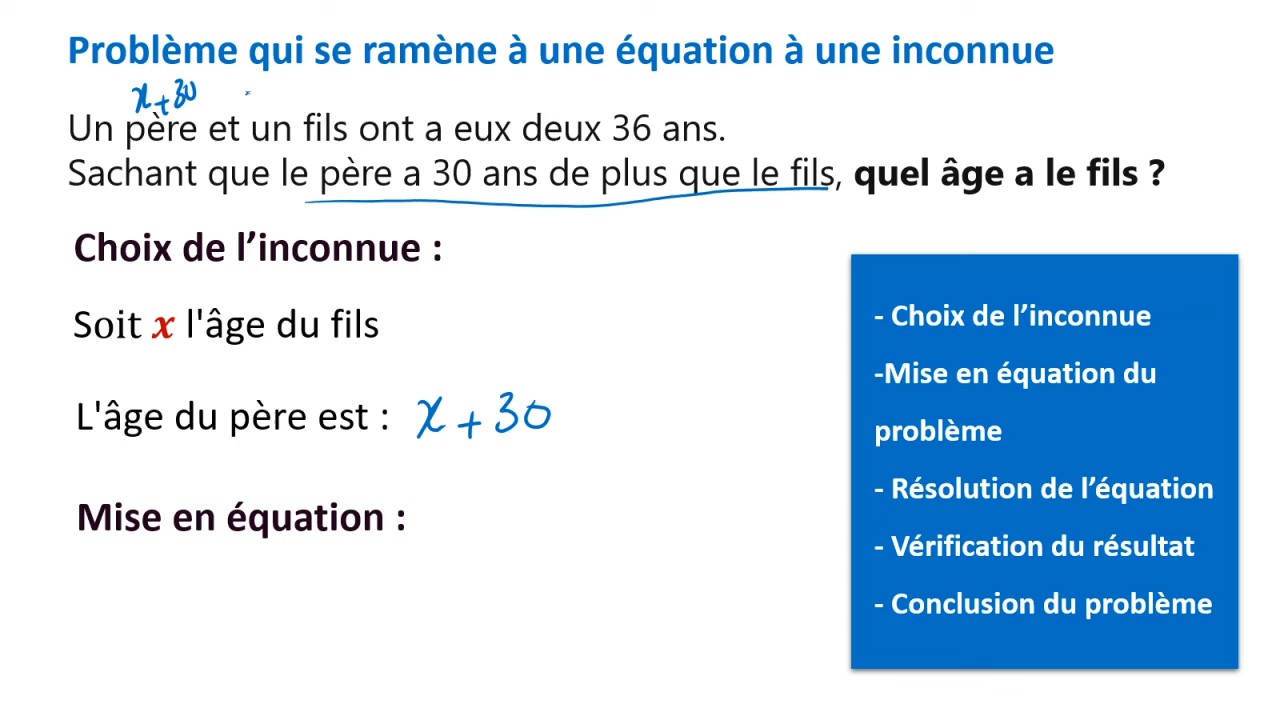 Problème qui se ramène à une équation à une inconnue
x+30
Un père et un fils ont a eux deux 36 ans.
Sachant que le père a 30 ans de plus que le fils, quel âge a le fils ?
Choix de l’inconnue :
Soit x l'âge du fils
L'âge du père est : x+30
Mise en équation :
- Choix de l’inconnue
-Mise en équation du
problème
- Résolution de l’équation
- Vérification du résultat
- Conclusion du problème